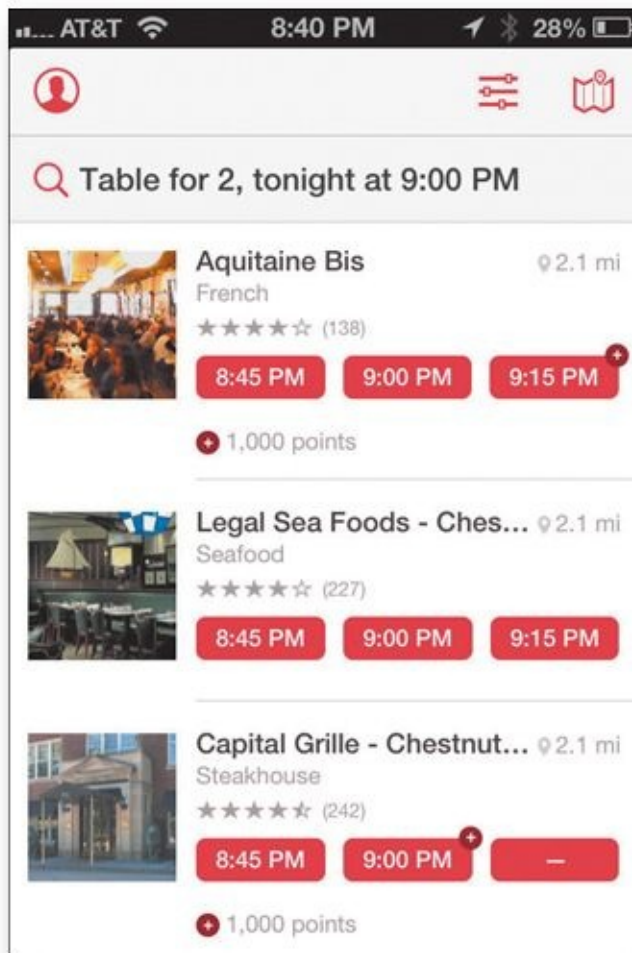 AT&T 8:40 PM 28%
Table for 2, tonight at 9:00 PM
Aquitaine Bis 2.1 mi
French
(138)
8:45 PM 9:00 PM 9:15 PM
1,000 points
Legal Sea Foods - Ches... 2.1 mi
Seafood
(227)
8:45 PM 9:00 PM 9:15 PM
Capital Grille - Chestnut... 2.1 mi
Steakhouse
(242)
8:45 PM 9:00 PM –
1,000 points